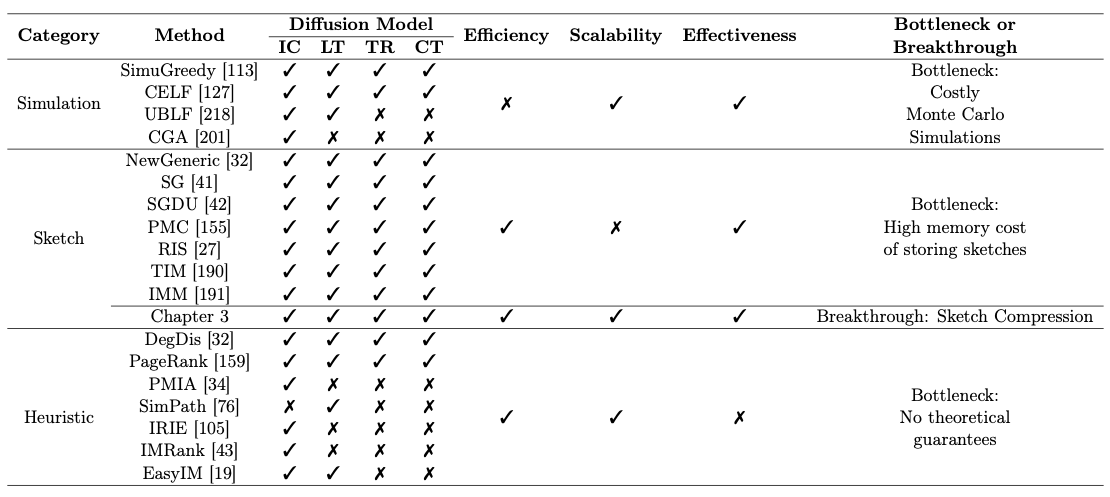 Category Method Diffusion Model Efficiency Scalability Effectiveness Bottleneck or Breakthrough
IC LT TR CT
Simulation
SimuGreedy [113] ✓ ✓ ✓ ✓
CELF [127] ✓ ✓ ✓ ✓
UBLF [218] ✓ ✓ ✗ ✗
CGA [201] ✓ ✗ ✗ ✗
✗ ✓ ✓
Bottleneck:
Costly
Monte Carlo
Simulations
Sketch
NewGeneric [32] ✓ ✓ ✓ ✓
SG [41] ✓ ✓ ✓ ✓
SGDU [42] ✓ ✓ ✓ ✓
PMC [155] ✓ ✓ ✓ ✓
RIS [27] ✓ ✓ ✓ ✓
TIM [190] ✓ ✓ ✓ ✓
IMM [191] ✓ ✓ ✓ ✓
✓ ✗ ✓
Bottleneck:
High memory cost
of storing sketches
Chapter 3 ✓ ✓ ✓ ✓ ✓ ✓ ✓ Breakthrough: Sketch Compression
Heuristic
DegDis [32] ✓ ✓ ✓ ✓
PageRank [159] ✓ ✓ ✓ ✓
PMIA [34] ✓ ✗ ✗ ✗
SimPath [76] ✗ ✓ ✗ ✗
IRIE [105] ✓ ✗ ✗ ✗
IMRank [43] ✓ ✗ ✗ ✗
EasyIM [19] ✓ ✓ ✗ ✗
✓ ✓ ✗
Bottleneck:
No theoretical
guarantees